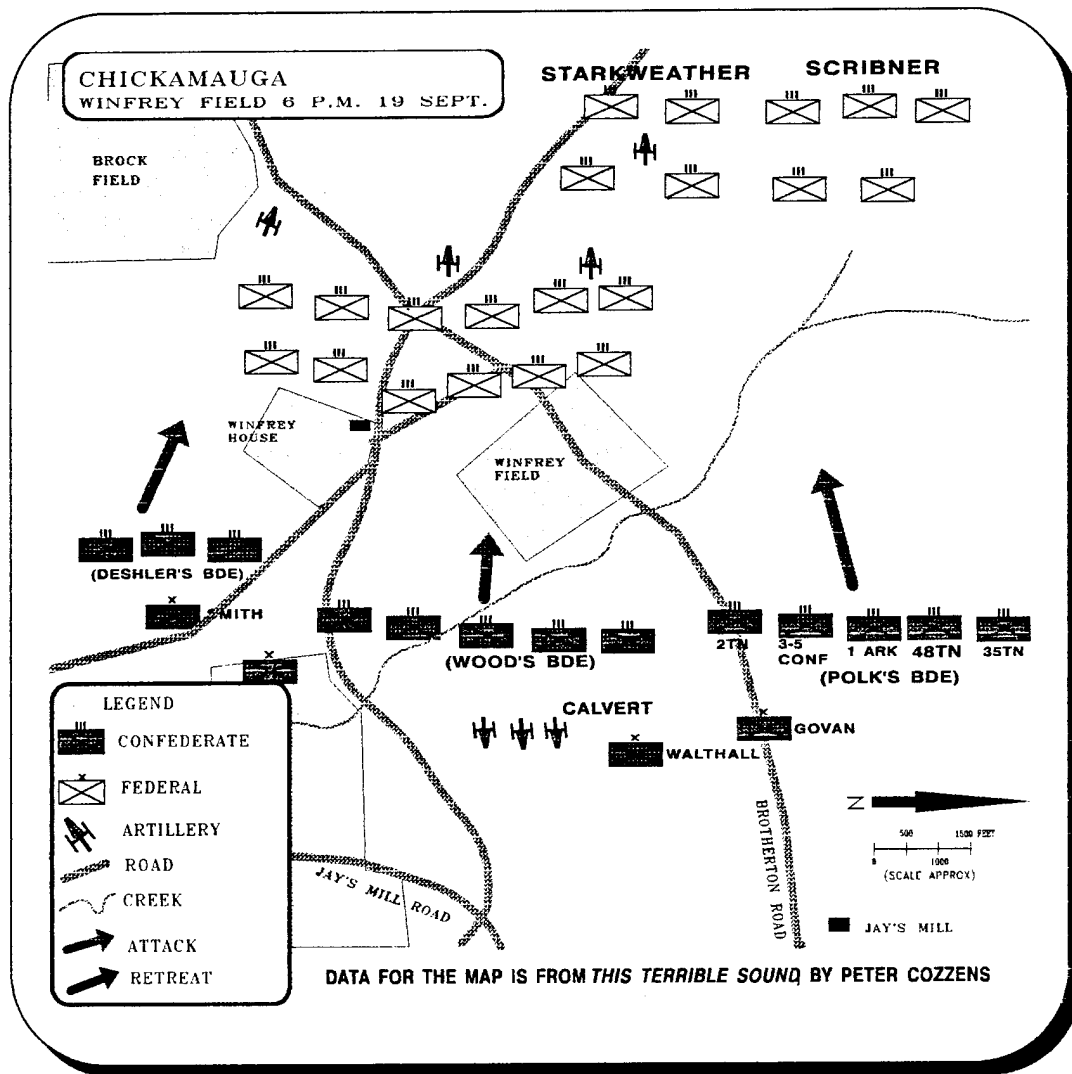 CHICKAMAUGA
WINFREY FIELD 6 P.M. 19 SEPT.
STARKWEATHER
SCRIBNER
BROCK
FIELD
WINFREY
HOUSE
WINFREY
FIELD
(DESHLER'S BDE)
SMITH
(WOOD'S BDE)
2TN
3-5
CONF
1 ARK
48TN
35TN
(POLK'S BDE)
CALVERT
WALTHALL
GOVAN
LEGEND
CONFEDERATE
FEDERAL
ARTILLERY
ROAD
CREEK
ATTACK
RETREAT
JAY'S MILL ROAD
BROTHERTON ROAD
N
500 1500 FEET
0 1000
(SCALE APPROX)
JAY'S MILL
DATA FOR THE MAP IS FROM THIS TERRIBLE SOUND, BY PETER COZZENS